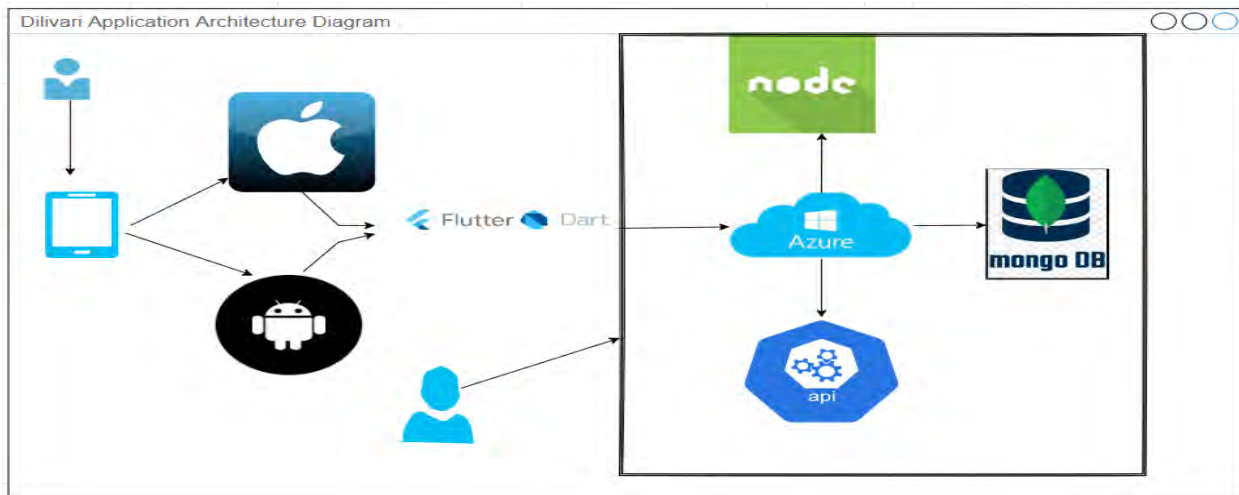 Dilivari Application Architecture Diagram
node
Flutter Dart
Azure
mongo DB
api